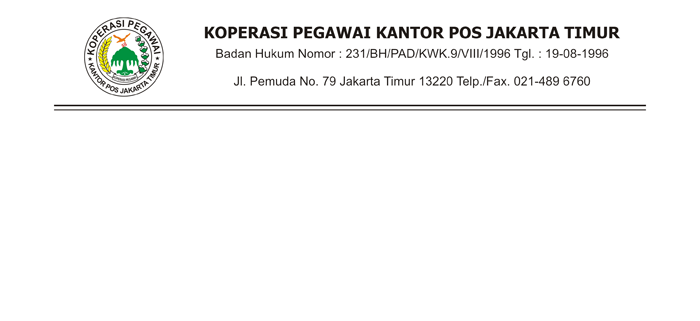 KOPERASI PEGAWAI
KANTOR POS JAKARTA TIMUR
KOPERASI PEGAWAI KANTOR POS JAKARTA TIMUR
Badan Hukum Nomor : 231/BH/PAD/KWK.9/VIII/1996 Tgl. : 19-08-1996
Jl. Pemuda No. 79 Jakarta Timur 13220 Telp./Fax. 021-489 6760